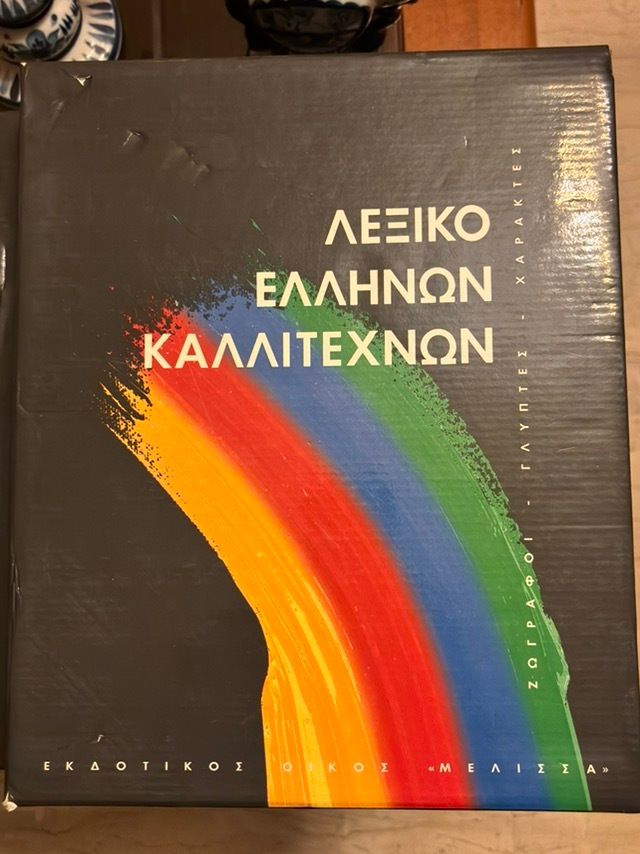 ΛΕΞΙΚΟ
ΕΛΛΗΝΩΝ
ΚΑΛΛΙΤΕΧΝΩΝ
ΖΩΓΡΑΦΟΙ - ΓΛΥΠΤΕΣ - ΧΑΡΑΚΤΕΣ
ΕΚΔΟΤΙΚΟΣ ΟΙΚΟΣ «ΜΕΛΙΣΣΑ»